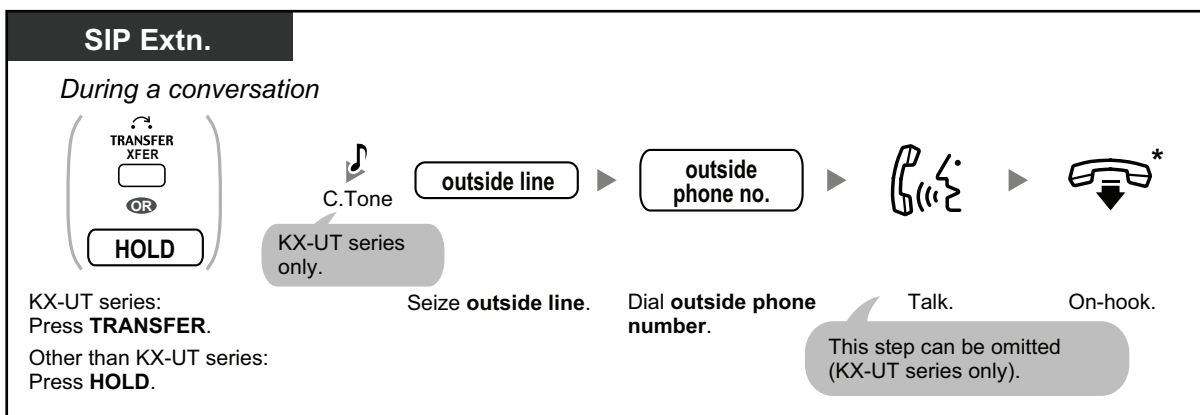 SIP Extn.
During a conversation
TRANSFER
XFER
OR
HOLD
C.Tone
KX-UT series
only.
outside line
outside
phone no.
*
KX-UT series:
Press TRANSFER.
Other than KX-UT series:
Press HOLD.
Seize outside line.
Dial outside phone
number.
Talk.
This step can be omitted
(KX-UT series only).
On-hook.